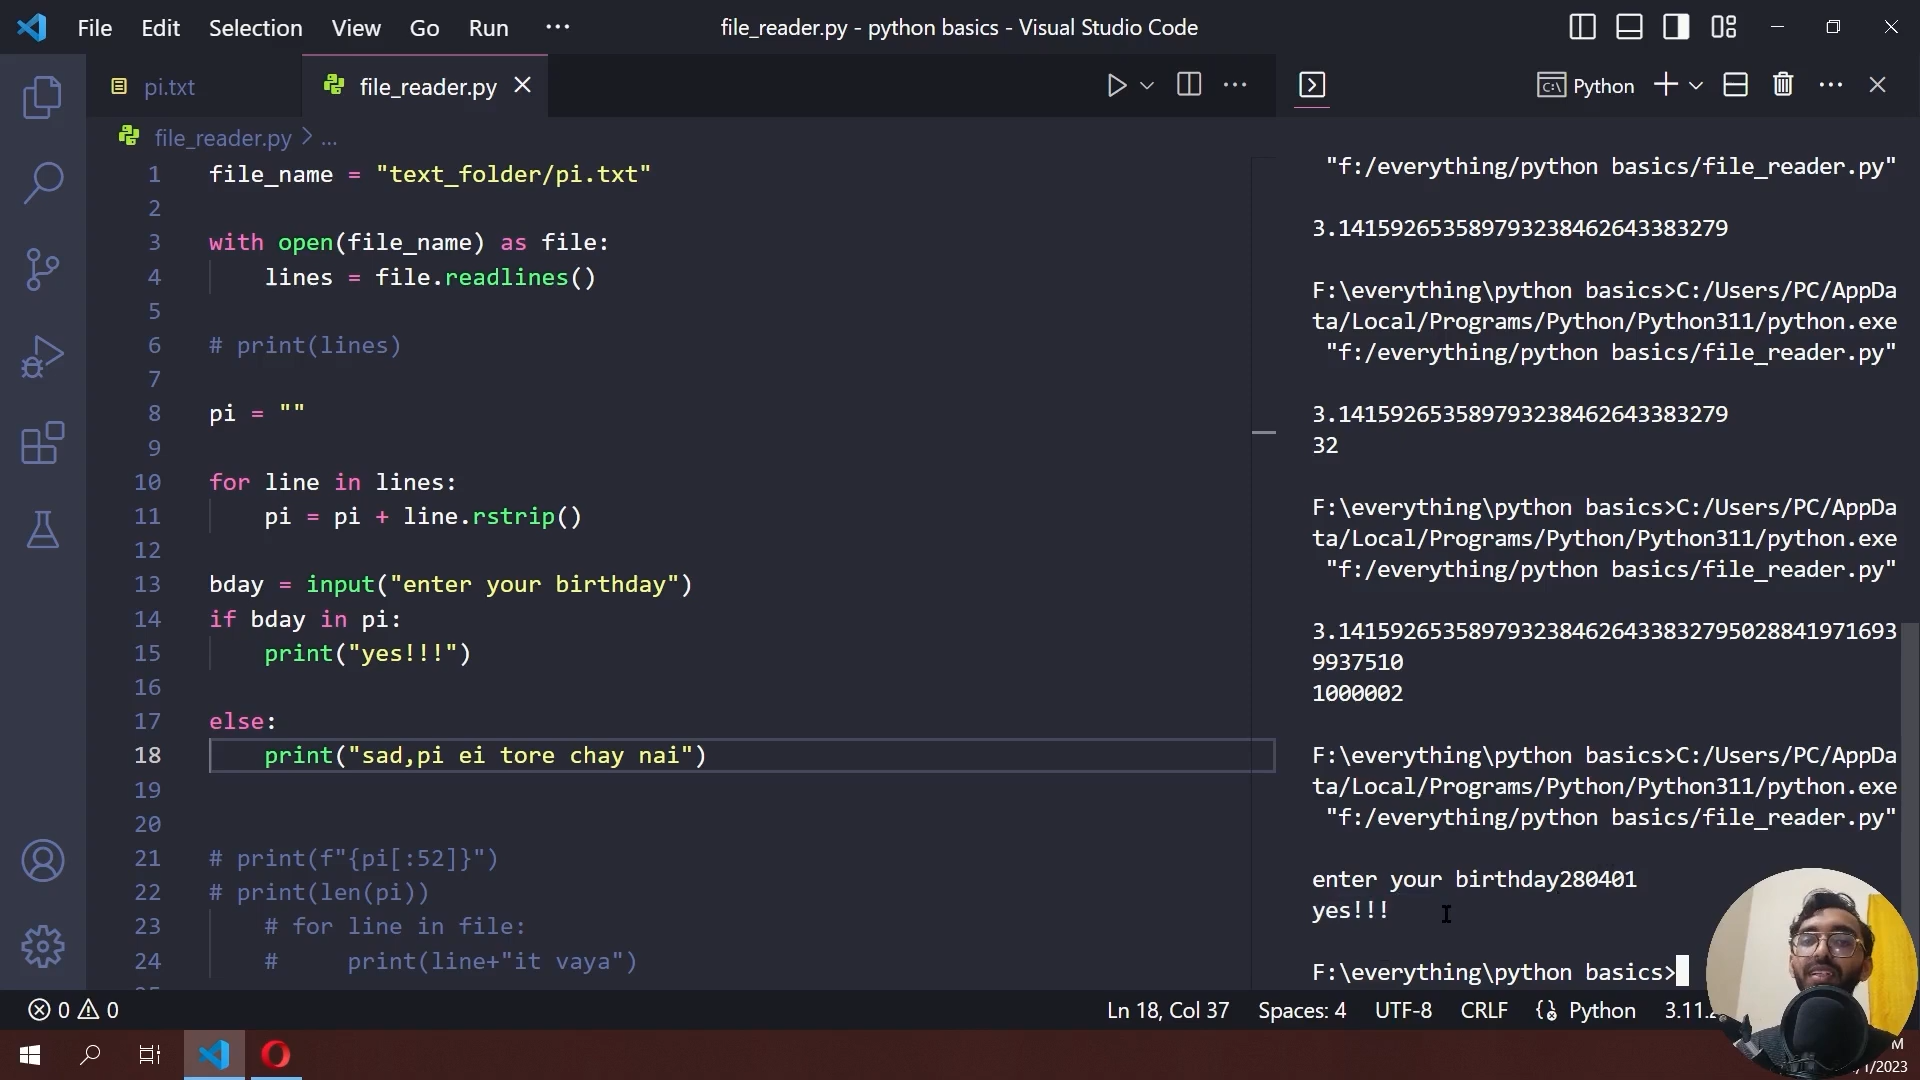 File Edit Selection View Go Run ···
file_reader.py - python basics - Visual Studio Code
pi.txt
file_reader.py
file_reader.py > ...
1 file_name = "text_folder/pi.txt"
2
3 with open(file_name) as file:
4 lines = file.readlines()
5
6 # print(lines)
7
8 pi = ""
9
10 for line in lines:
11 pi = pi + line.rstrip()
12
13 bday = input("enter your birthday")
14 if bday in pi:
15 print("yes!!!")
16
17 else:
18 print("sad,pi ei tore chay nai")
19
20
21 # print(f"{pi[:52]}")
22 # print(len(pi))
23 # for line in file:
24 # print(line+"it vaya")
Python
"f:/everything/python basics/file_reader.py"
3.141592653589793238462643383279
F:\everything\python basics>C:/Users/PC/AppDa
ta/Local/Programs/Python/Python311/python.exe
"f:/everything/python basics/file_reader.py"
3.141592653589793238462643383279
32
F:\everything\python basics>C:/Users/PC/AppDa
ta/Local/Programs/Python/Python311/python.exe
"f:/everything/python basics/file_reader.py"
3.1415926535897932384626433832795028841971693
9937510
1000002
F:\everything\python basics>C:/Users/PC/AppDa
ta/Local/Programs/Python/Python311/python.exe
"f:/everything/python basics/file_reader.py"
enter your birthday280401
yes!!!
F:\everything\python basics>
0 0
Ln 18, Col 37 Spaces: 4 UTF-8 CRLF Python